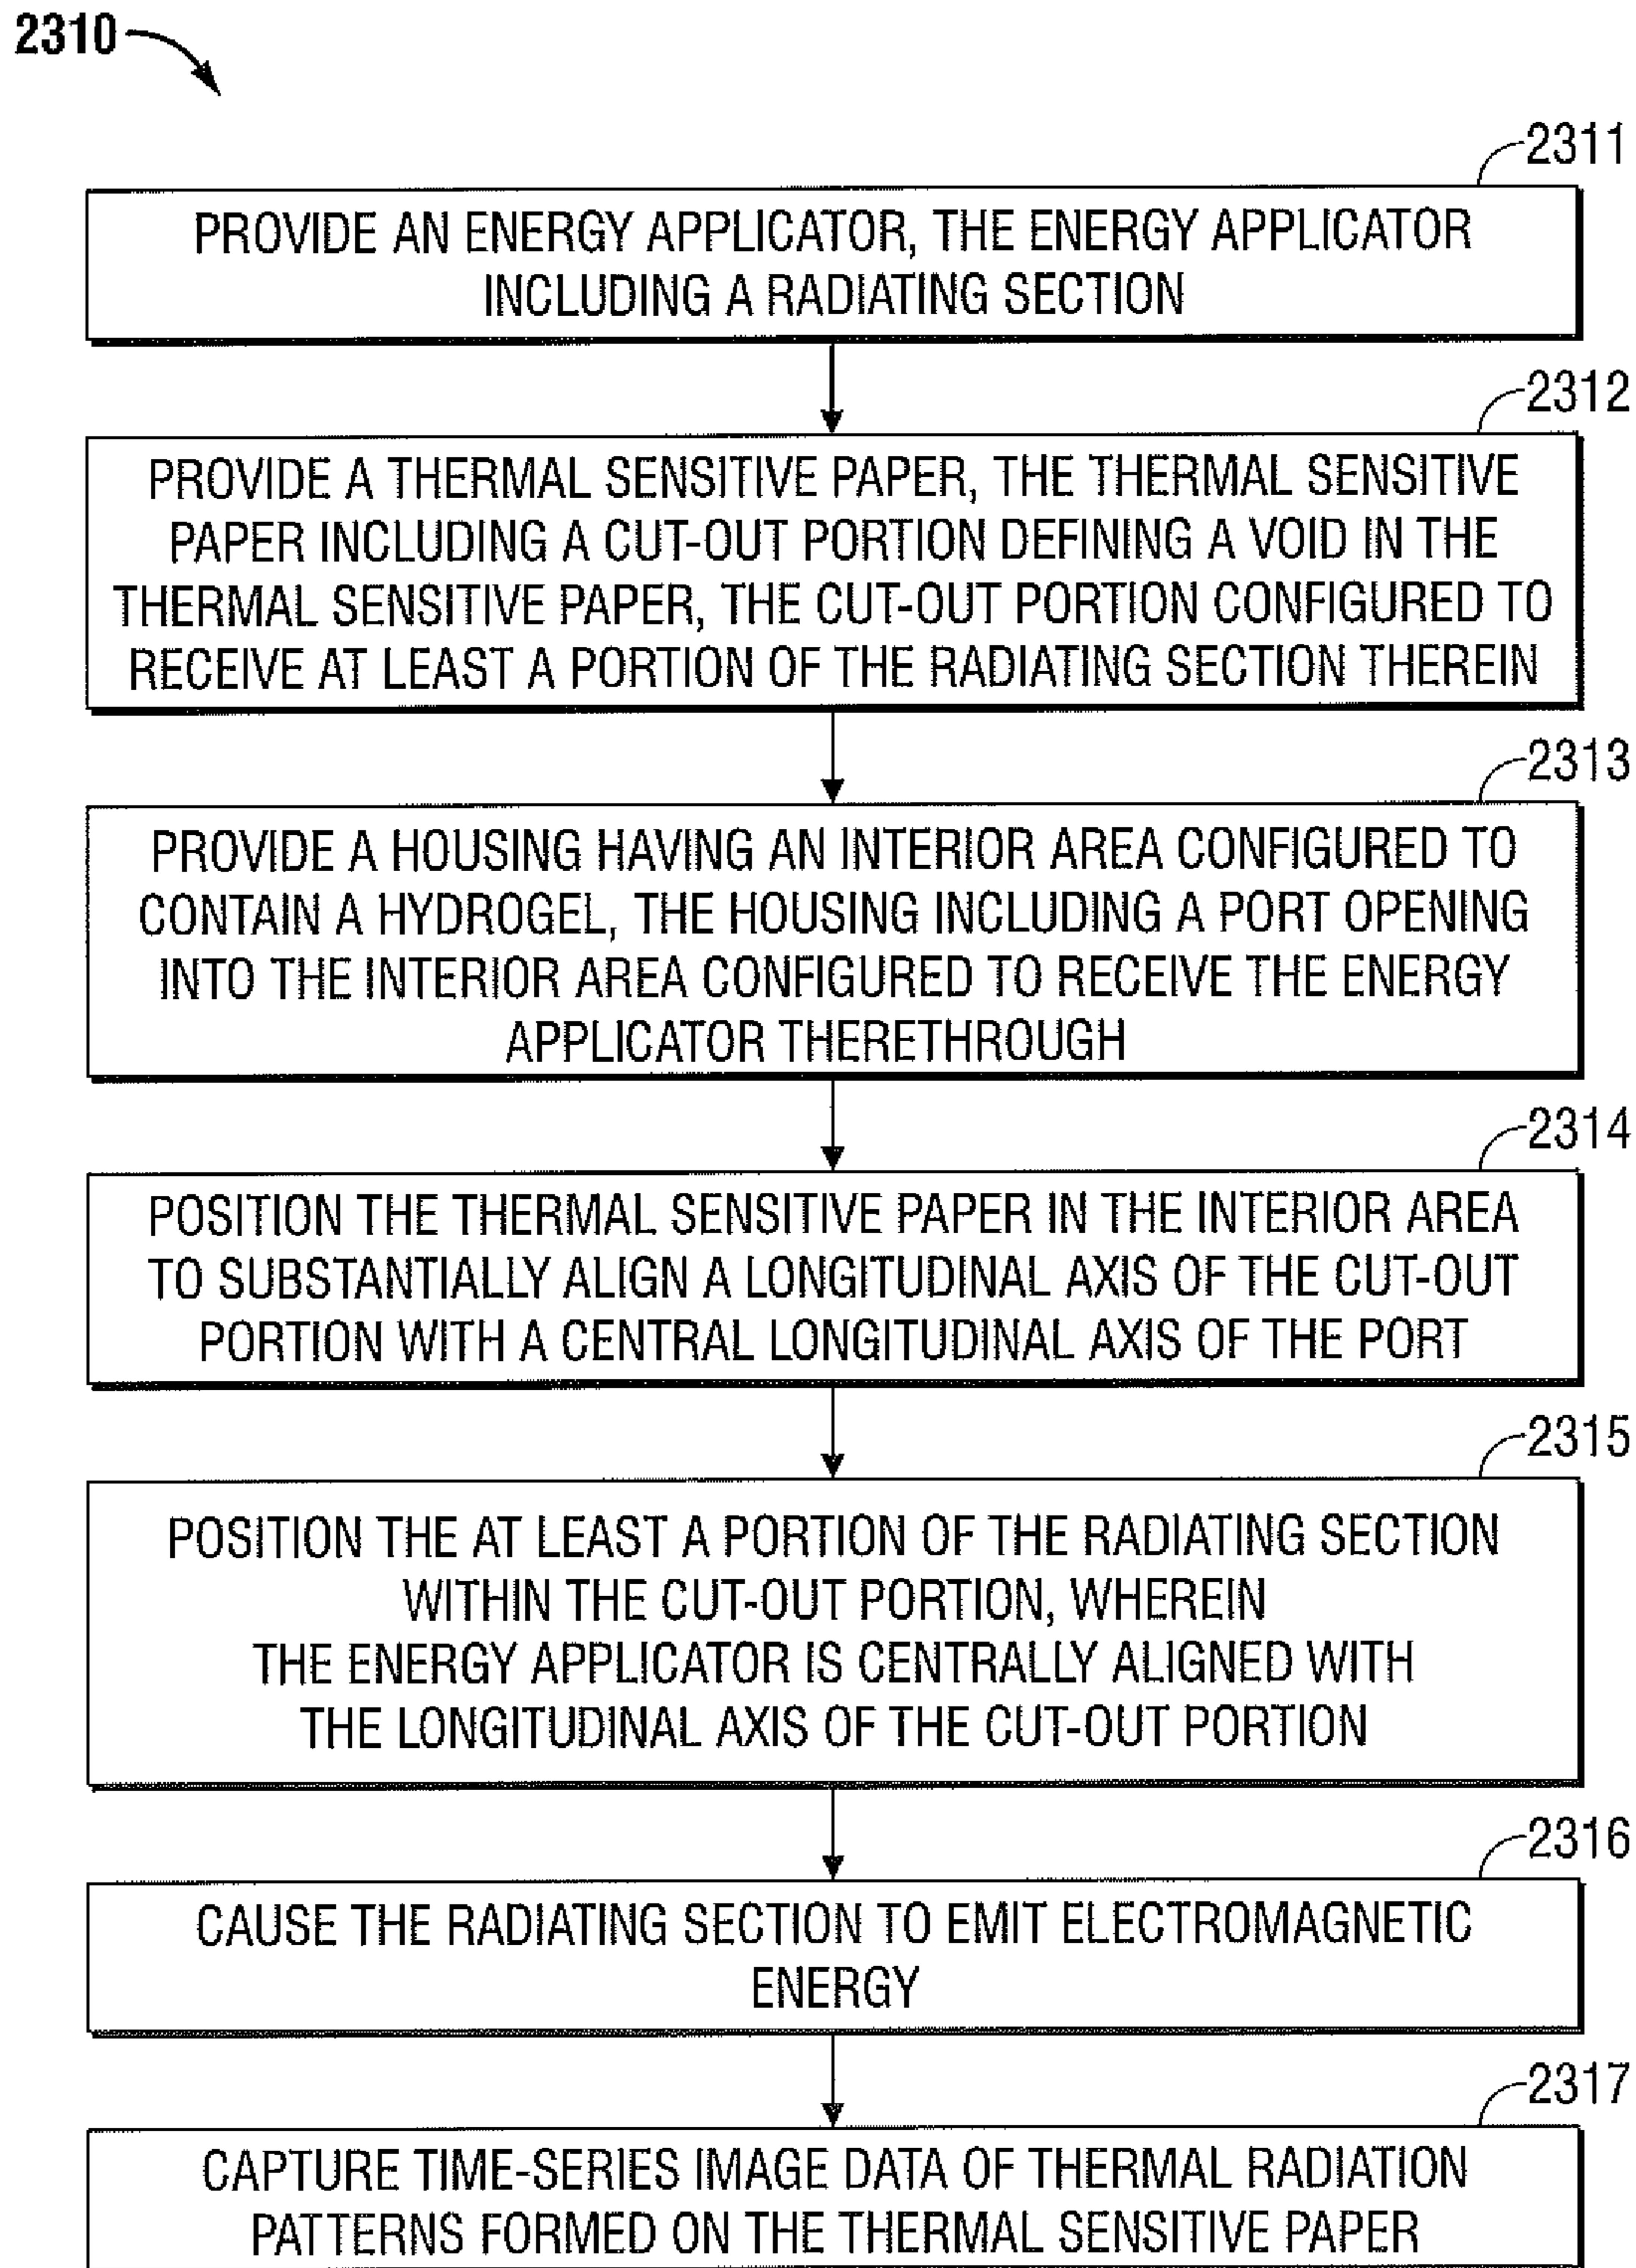 2310
2311
PROVIDE AN ENERGY APPLICATOR, THE ENERGY APPLICATOR
INCLUDING A RADIATING SECTION
2312
PROVIDE A THERMAL SENSITIVE PAPER, THE THERMAL SENSITIVE
PAPER INCLUDING A CUT-OUT PORTION DEFINING A VOID IN THE
THERMAL SENSITIVE PAPER, THE CUT-OUT PORTION CONFIGURED TO
RECEIVE AT LEAST A PORTION OF THE RADIATING SECTION THEREIN
2313
PROVIDE A HOUSING HAVING AN INTERIOR AREA CONFIGURED TO
CONTAIN A HYDROGEL, THE HOUSING INCLUDING A PORT OPENING
INTO THE INTERIOR AREA CONFIGURED TO RECEIVE THE ENERGY
APPLICATOR THERETHROUGH
2314
POSITION THE THERMAL SENSITIVE PAPER IN THE INTERIOR AREA
TO SUBSTANTIALLY ALIGN A LONGITUDINAL AXIS OF THE CUT-OUT
PORTION WITH A CENTRAL LONGITUDINAL AXIS OF THE PORT
2315
POSITION THE AT LEAST A PORTION OF THE RADIATING SECTION
WITHIN THE CUT-OUT PORTION, WHEREIN
THE ENERGY APPLICATOR IS CENTRALLY ALIGNED WITH
THE LONGITUDINAL AXIS OF THE CUT-OUT PORTION
2316
CAUSE THE RADIATING SECTION TO EMIT ELECTROMAGNETIC
ENERGY
2317
CAPTURE TIME-SERIES IMAGE DATA OF THERMAL RADIATION
PATTERNS FORMED ON THE THERMAL SENSITIVE PAPER